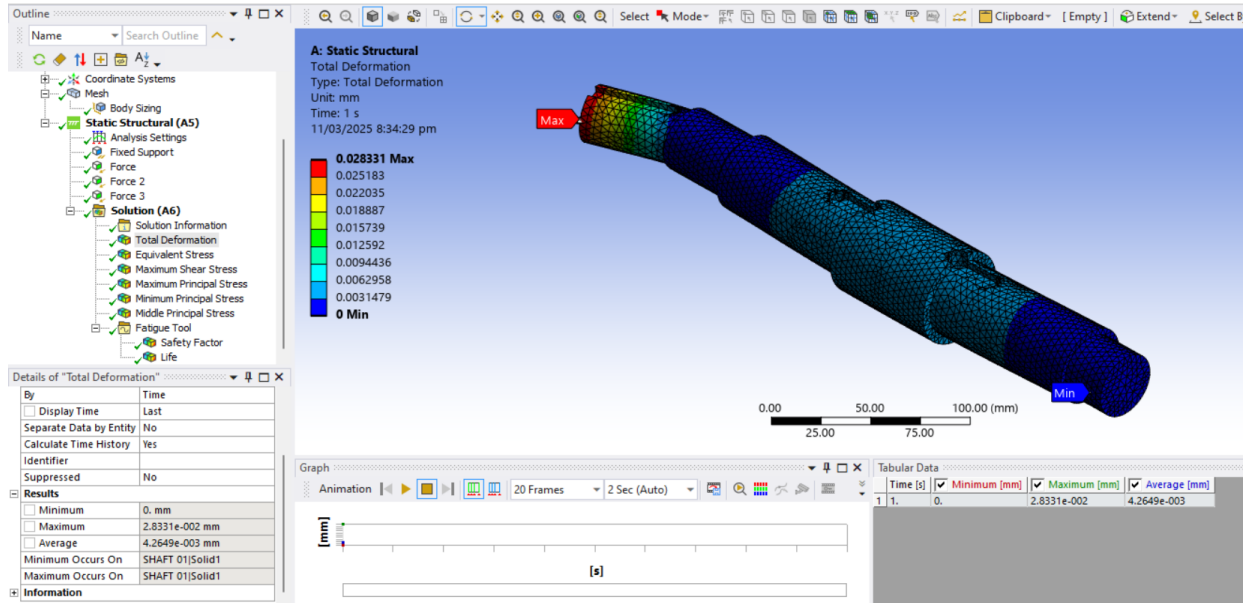 Outline
Name
Search Outline
Coordinate Systems
Mesh
Body Sizing
Static Structural (A5)
Analysis Settings
Fixed Support
Force
Force 2
Force 3
Solution (A6)
Solution Information
Total Deformation
Equivalent Stress
Maximum Shear Stress
Maximum Principal Stress
Minimum Principal Stress
Middle Principal Stress
Fatigue Tool
Safety Factor
Life
Details of "Total Deformation"
By Time
Display Time Last
Separate Data by Entity No
Calculate Time History Yes
Identifier
Suppressed No
Results
Minimum 0. mm
Maximum 2.8331e-002 mm
Average 4.2649e-003 mm
Minimum Occurs On SHAFT 01|Solid1
Maximum Occurs On SHAFT 01|Solid1
Information
Select Mode Clipboard [ Empty ] Extend Select B
A: Static Structural
Total Deformation
Type: Total Deformation
Unit: mm
Time: 1 s
11/03/2025 8:34:29 pm
0.028331 Max
0.025183
0.022035
0.018887
0.015739
0.012592
0.0094436
0.0062958
0.0031479
0 Min
Max
Min
0.00 50.00 100.00 (mm)
25.00 75.00
Graph
Animation 20 Frames 2 Sec (Auto)
[mm]
[s]
Tabular Data
Time [s] Minimum [mm] Maximum [mm] Average [mm]
1 1. 0. 2.8331e-002 4.2649e-003